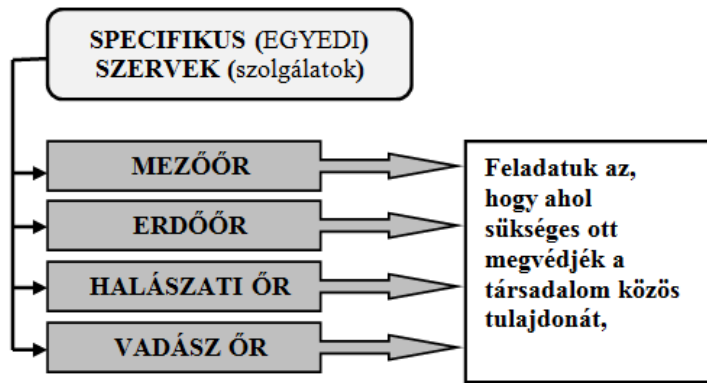 SPECIFIKUS (EGYEDI)
SZERVEK (szolgálatok)
MEZŐŐR
ERDŐŐR
HALÁSZATI ŐR
VADÁSZ ŐR
Feladatuk az,
hogy ahol
sükséges ott
megvédjék a
társadalom közös
tulajdonát,